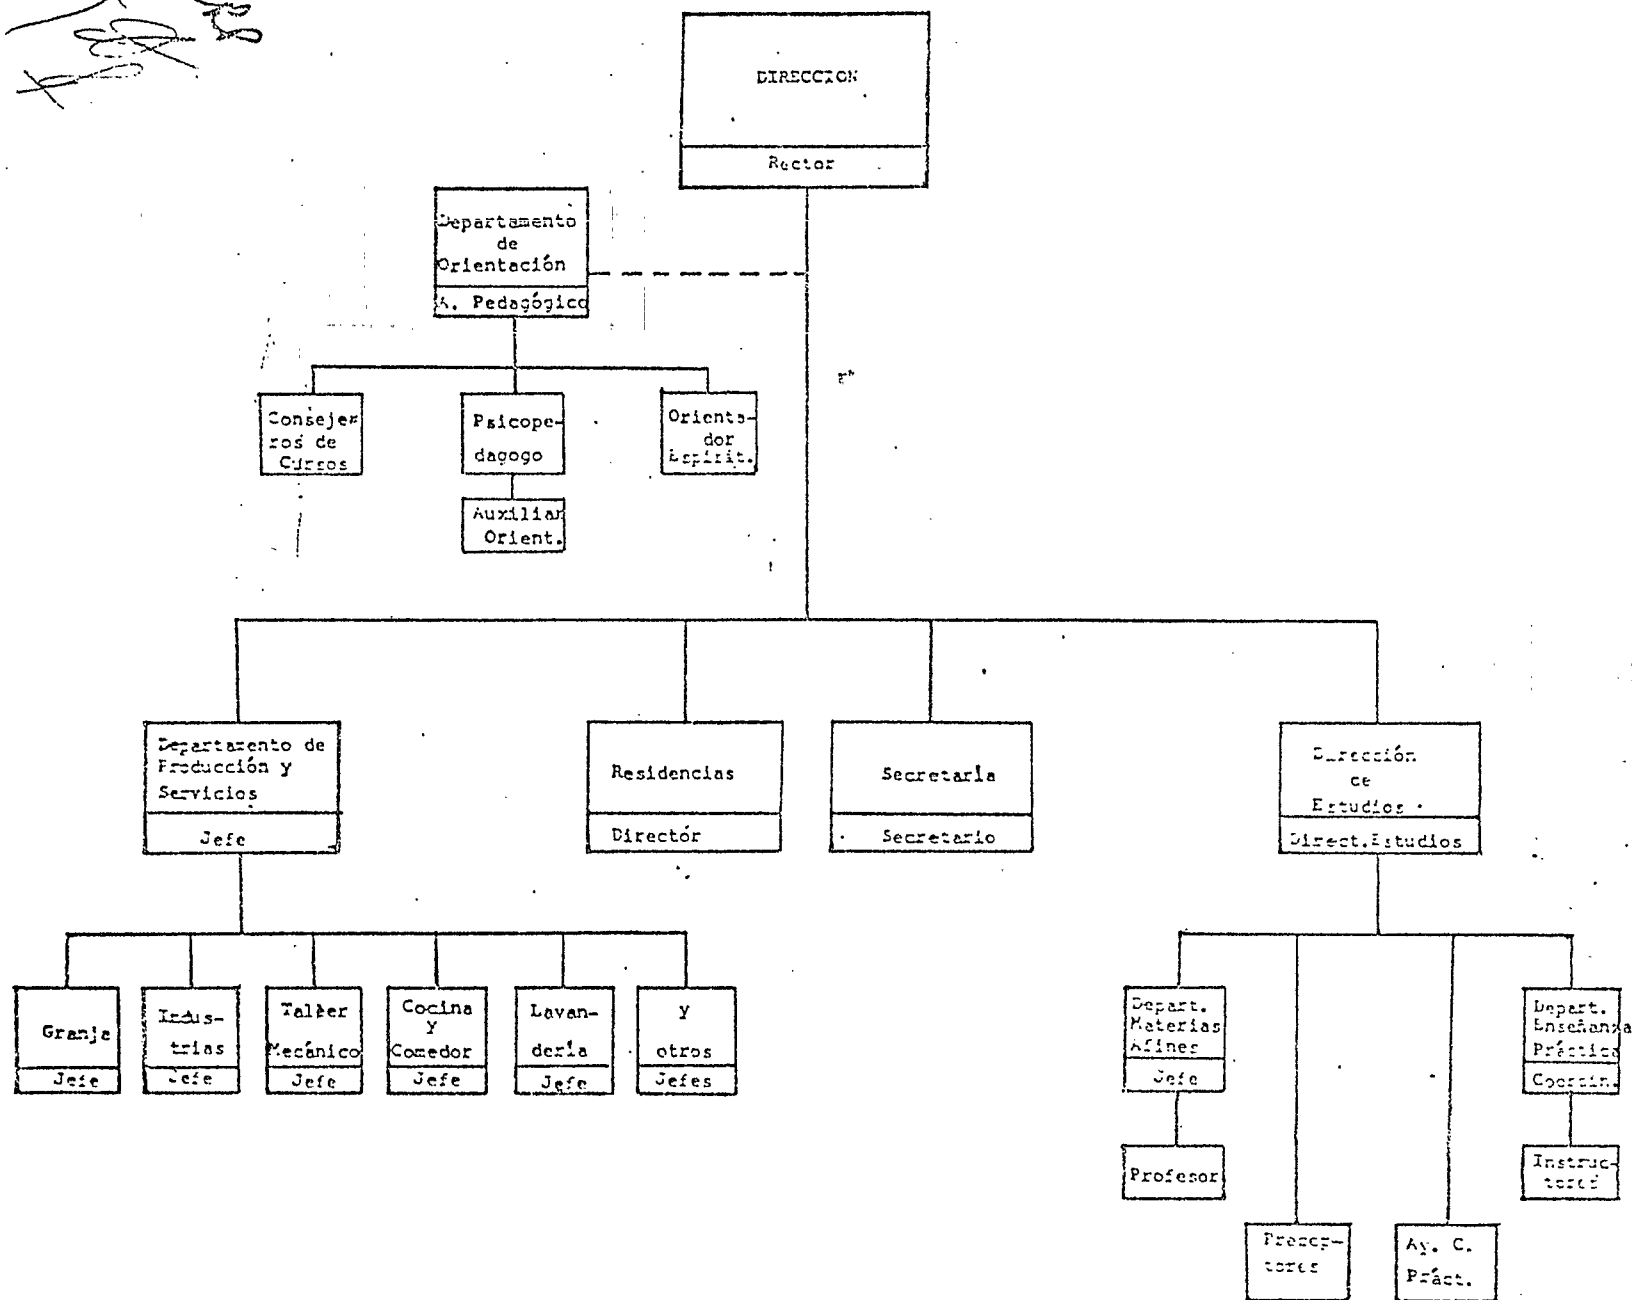 DIRECCION
Rector
Departamento
de
Orientación
A. Pedagógico
Conseje-
ros de
Cursos
Psicope-
dagogo
Orienta-
dor
Espirit.
Auxiliar
Orient.
Departamento de
Producción y
Servicios
Jefe
Residencias
Director
Secretaría
Secretario
Dirección
de
Estudios
Direct.Estudios
Granja
Jefe
Indus-
trias
Jefe
Taller
Mecánico
Jefe
Cocina
y
Comedor
Jefe
Lavan-
dería
Jefe
y
otros
Jefes
Depart.
Materias
Afines
Jefe
Profesor
Depart.
Enseñanza
Práctica
Coordin.
Instruc-
tores
Precep-
tores
Ay. C.
Práct.